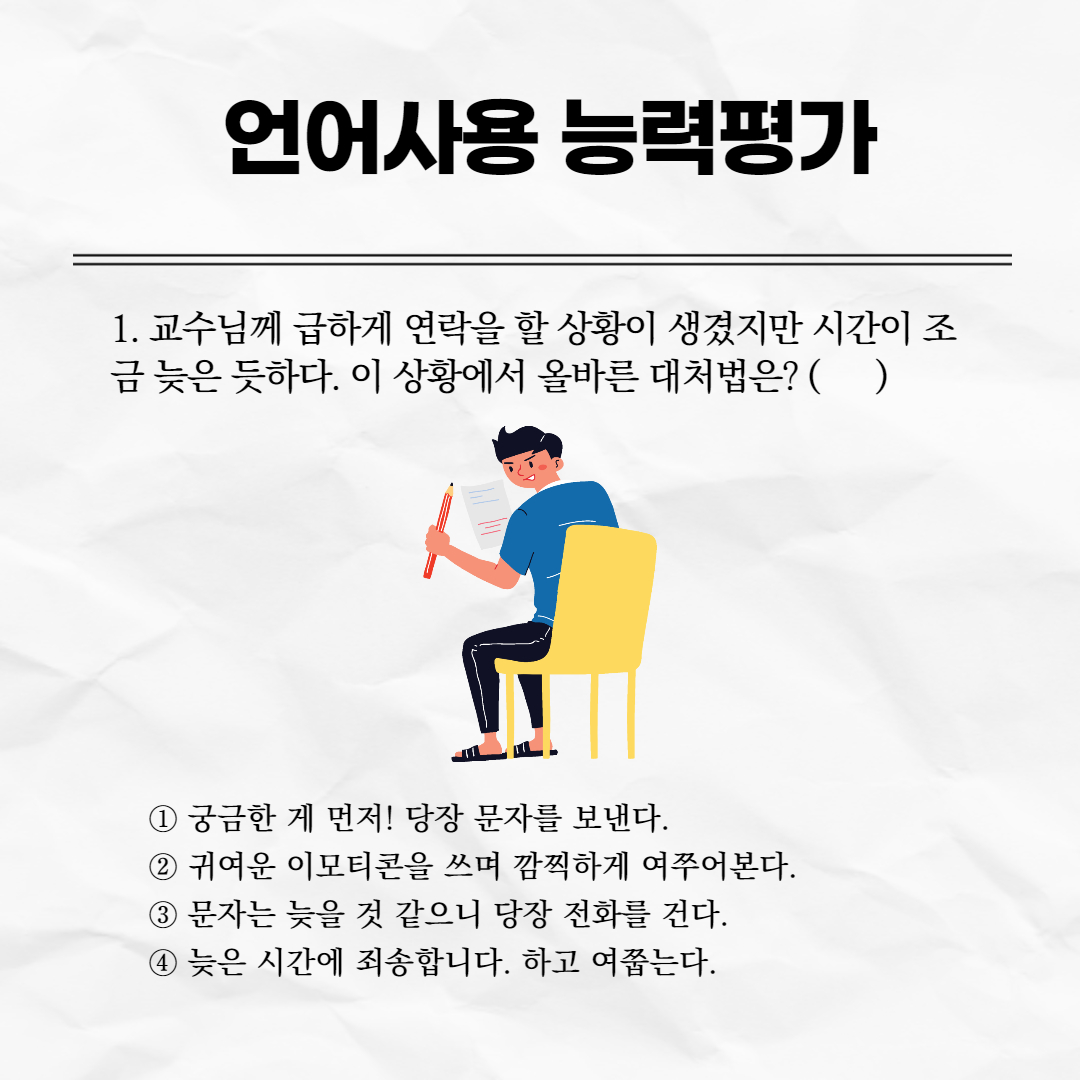 언어사용 능력평가
1. 교수님께 급하게 연락을 할 상황이 생겼지만 시간이 조
금 늦은 듯하다. 이 상황에서 올바른 대처법은? (     )
① 궁금한 게 먼저! 당장 문자를 보낸다.
② 귀여운 이모티콘을 쓰며 깜찍하게 여쭈어본다.
③ 문자는 늦을 것 같으니 당장 전화를 건다.
④ 늦은 시간에 죄송합니다. 하고 여쭙는다.